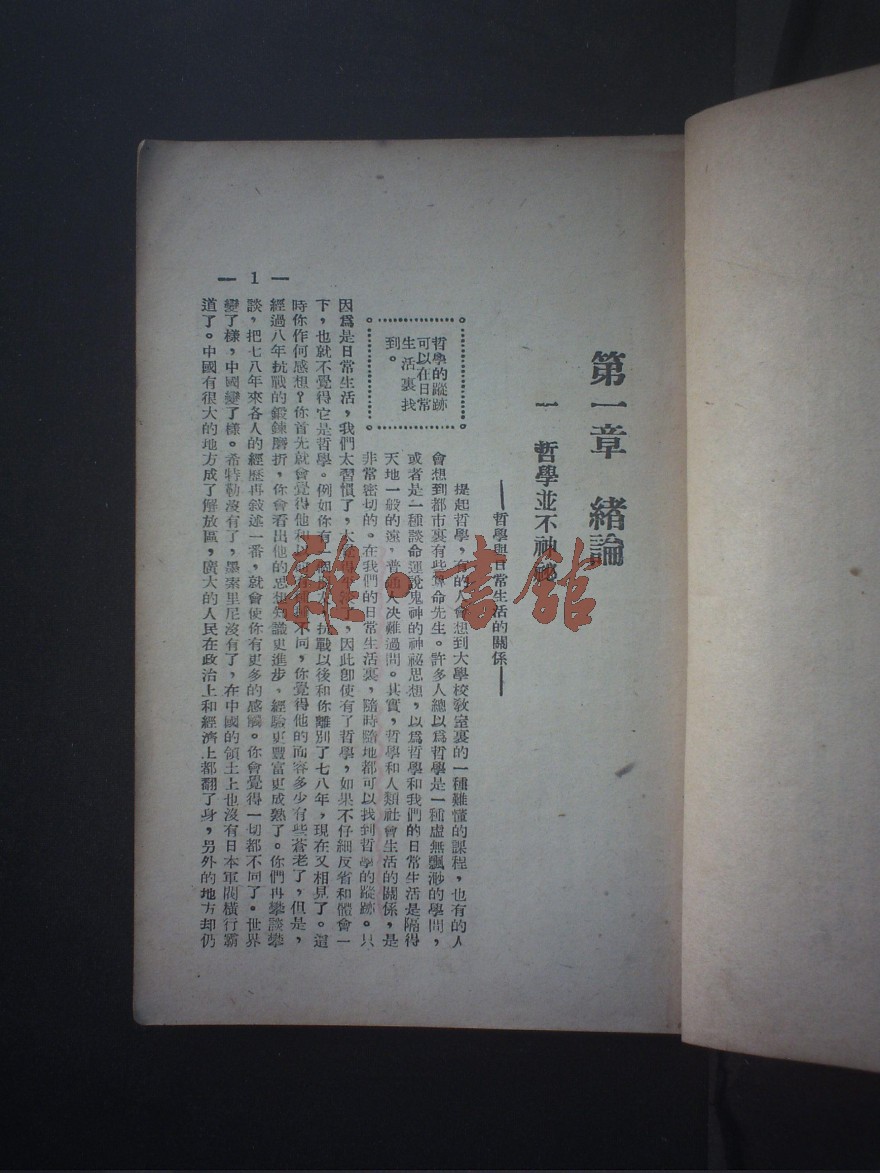 第一章 緒論
一 哲學並不神秘
——哲學與日常生活的關係——
哲學的蹤跡
可以在日常
生活裏找
到。
提起哲學，有的人會想到大學校敎室裏的一種難懂的課程，也有的人
會想到都市裏有些算命先生。許多人總以爲哲學是一種虛無飄渺的學問，
或者是一種談命運說鬼神的神祕思想，以爲哲學和我們的日常生活是隔得
天地一般的遠，普通人决難過問。其實，哲學和人類社會生活的關係，是
非常密切的。在我們的日常生活裏，隨時隨地都可以找到哲學的蹤跡。只
因爲是日常生活，我們太習慣了，太，因此卽使有了哲學，如果不仔細反省和體會一
下，也就不覺得它是哲學。例如你有一個，抗戰以後和你離別了七八年，現在又相見了。這
時你作何感想？你首先就會覺得他和不同，你覺得他的面容多少有些蒼老了，但是，
經過八年抗戰的鍛鍊磨折，你會看出他的思想知識更進步，經驗更豐富更成熟了。你們再攀談攀
談，把七八年來各人的經歷再敍述一番，就會使你有更多的感觸。你會覺得一切都不同了。世界
變了樣，中國變了樣。希特勒沒有了，墨索里尼沒有了，在中國的領土上也沒有日本軍閥橫行霸
道了。中國有很大的地方成了解放區，廣大的人民在政治上和經濟上都翻了身，另外的地方却仍
— 1 —
雜·書館